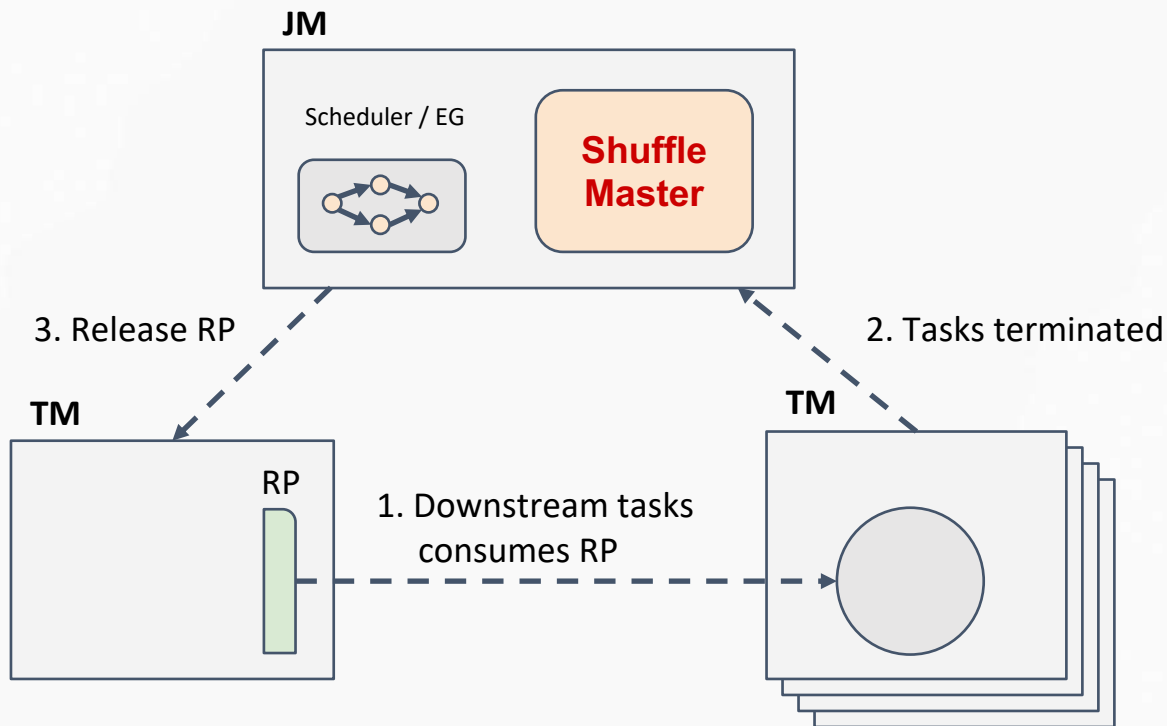 JM
Scheduler / EG
Shuffle
Master
3. Release RP
2. Tasks terminated
TM
TM
RP
1. Downstream tasks
consumes RP